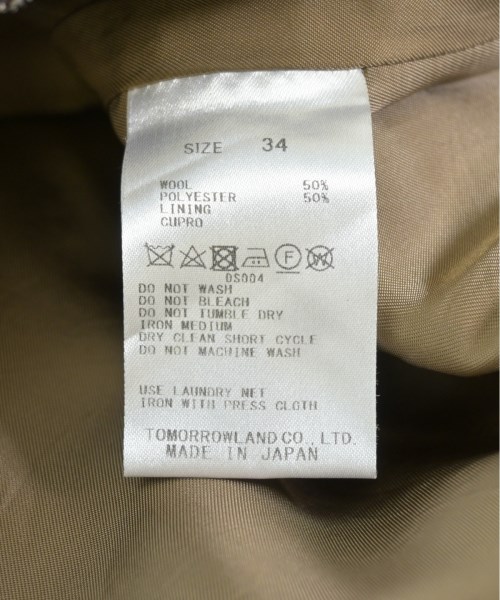 SIZE 34
WOOL 50%
POLYESTER 50%
LINING
CUPRO
F W
DS004
DO NOT WASH
DO NOT BLEACH
DO NOT TUMBLE DRY
IRON MEDIUM
DRY CLEAN SHORT CYCLE
DO NOT MACHINE WASH
USE LAUNDRY NET
IRON WITH PRESS CLOTH
TOMORROWLAND CO., LTD.
MADE IN JAPAN